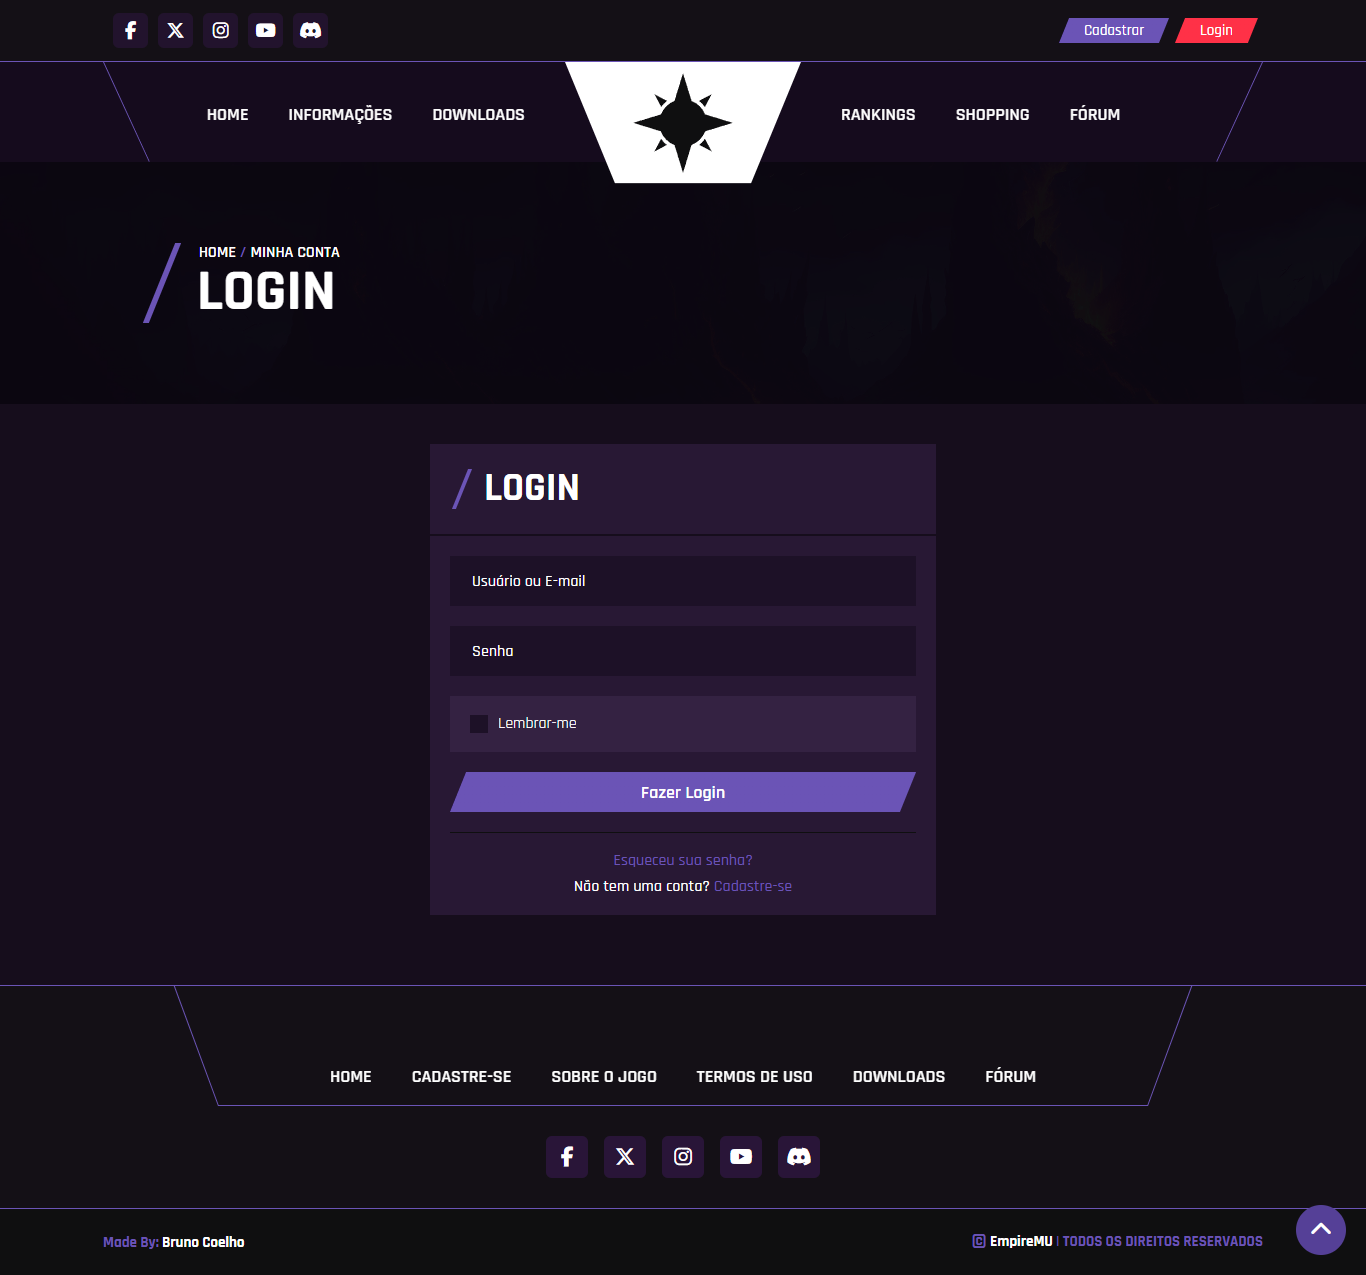 Cadastrar Login
HOME INFORMAÇÕES DOWNLOADS RANKINGS SHOPPING FÓRUM
HOME / MINHA CONTA
LOGIN
/ LOGIN
Usuário ou E-mail
Senha
Lembrar-me
Fazer Login
Esqueceu sua senha?
Não tem uma conta? Cadastre-se
HOME CADASTRE-SE SOBRE O JOGO TERMOS DE USO DOWNLOADS FÓRUM
Made By: Bruno Coelho
© EmpireMU | TODOS OS DIREITOS RESERVADOS